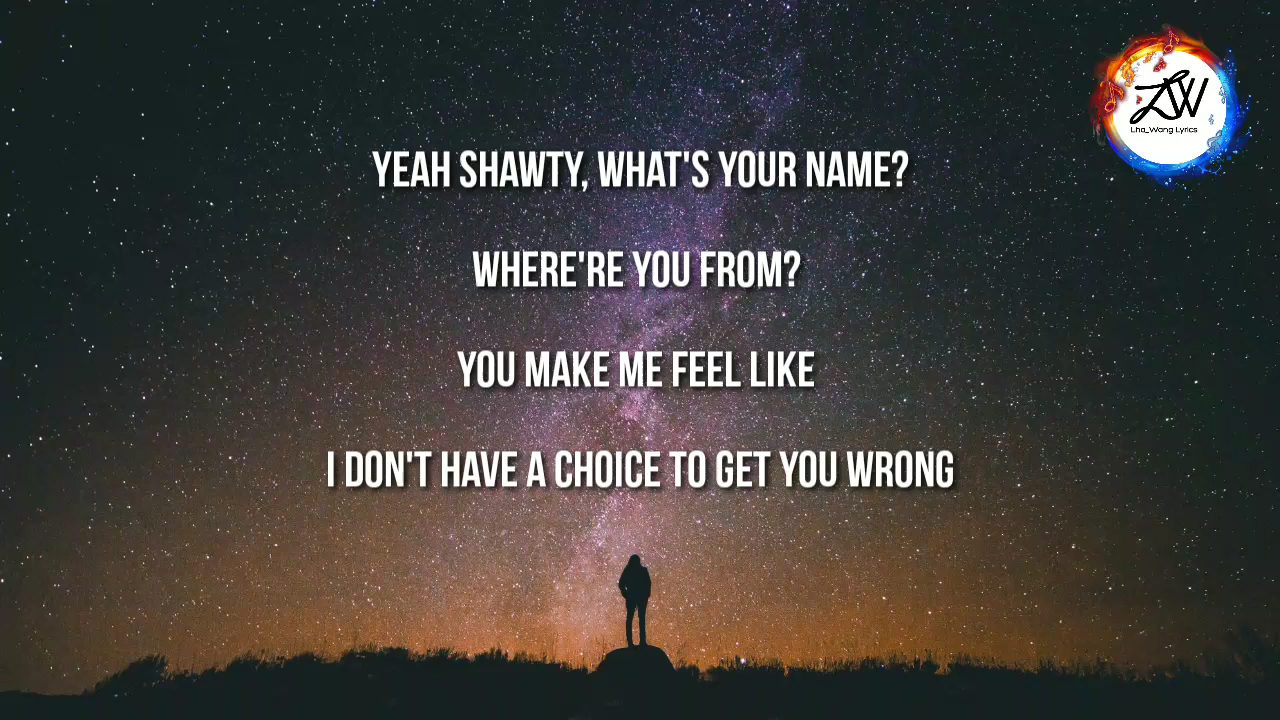 LW
Lha_Wang Lyrics
YEAH SHAWTY, WHAT'S YOUR NAME?
WHERE'RE YOU FROM?
YOU MAKE ME FEEL LIKE
I DON'T HAVE A CHOICE TO GET YOU WRONG